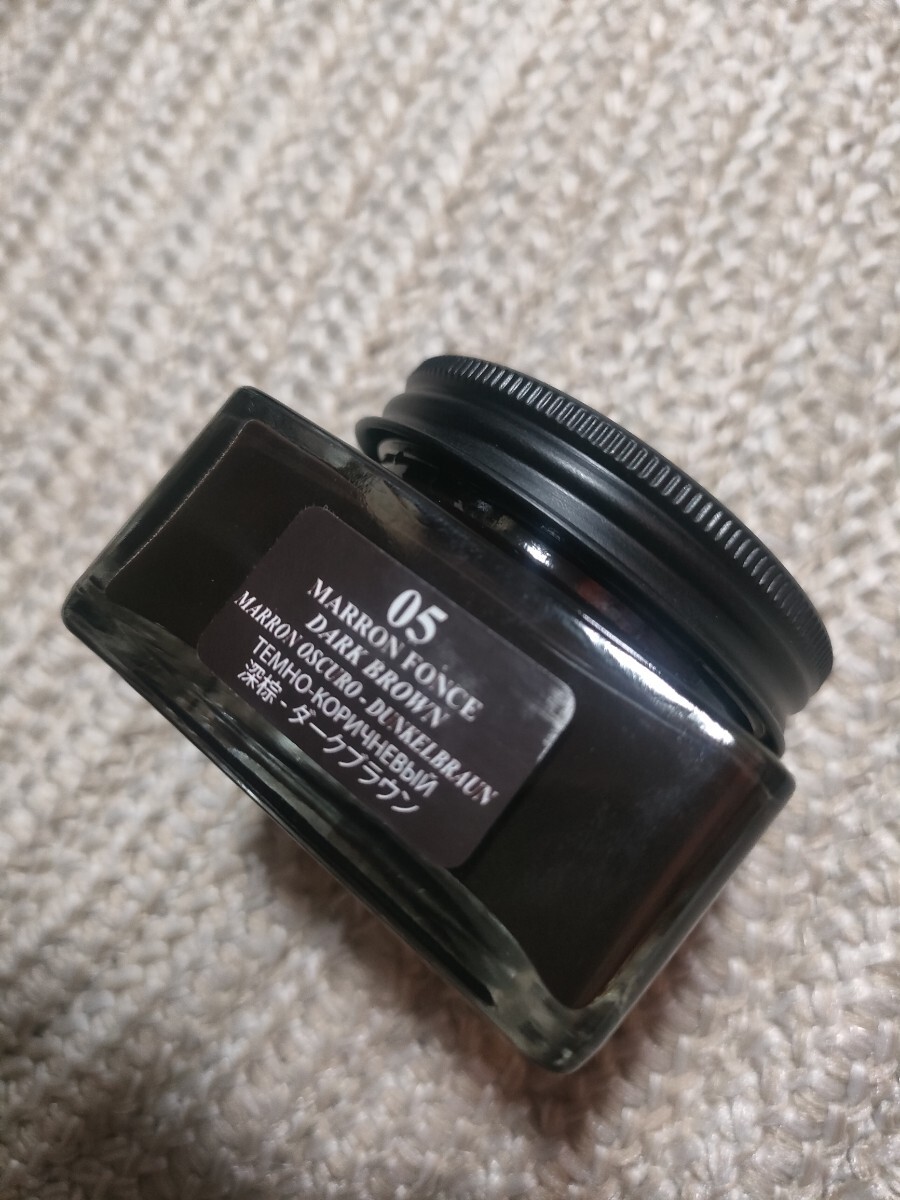 05
MARRON FONCE
DARK BROWN
MARRON OSCURO - DUNKELBRAUN
ТЕМНО-КОРИЧНЕВЫЙ
深棕 - ダークブラウン